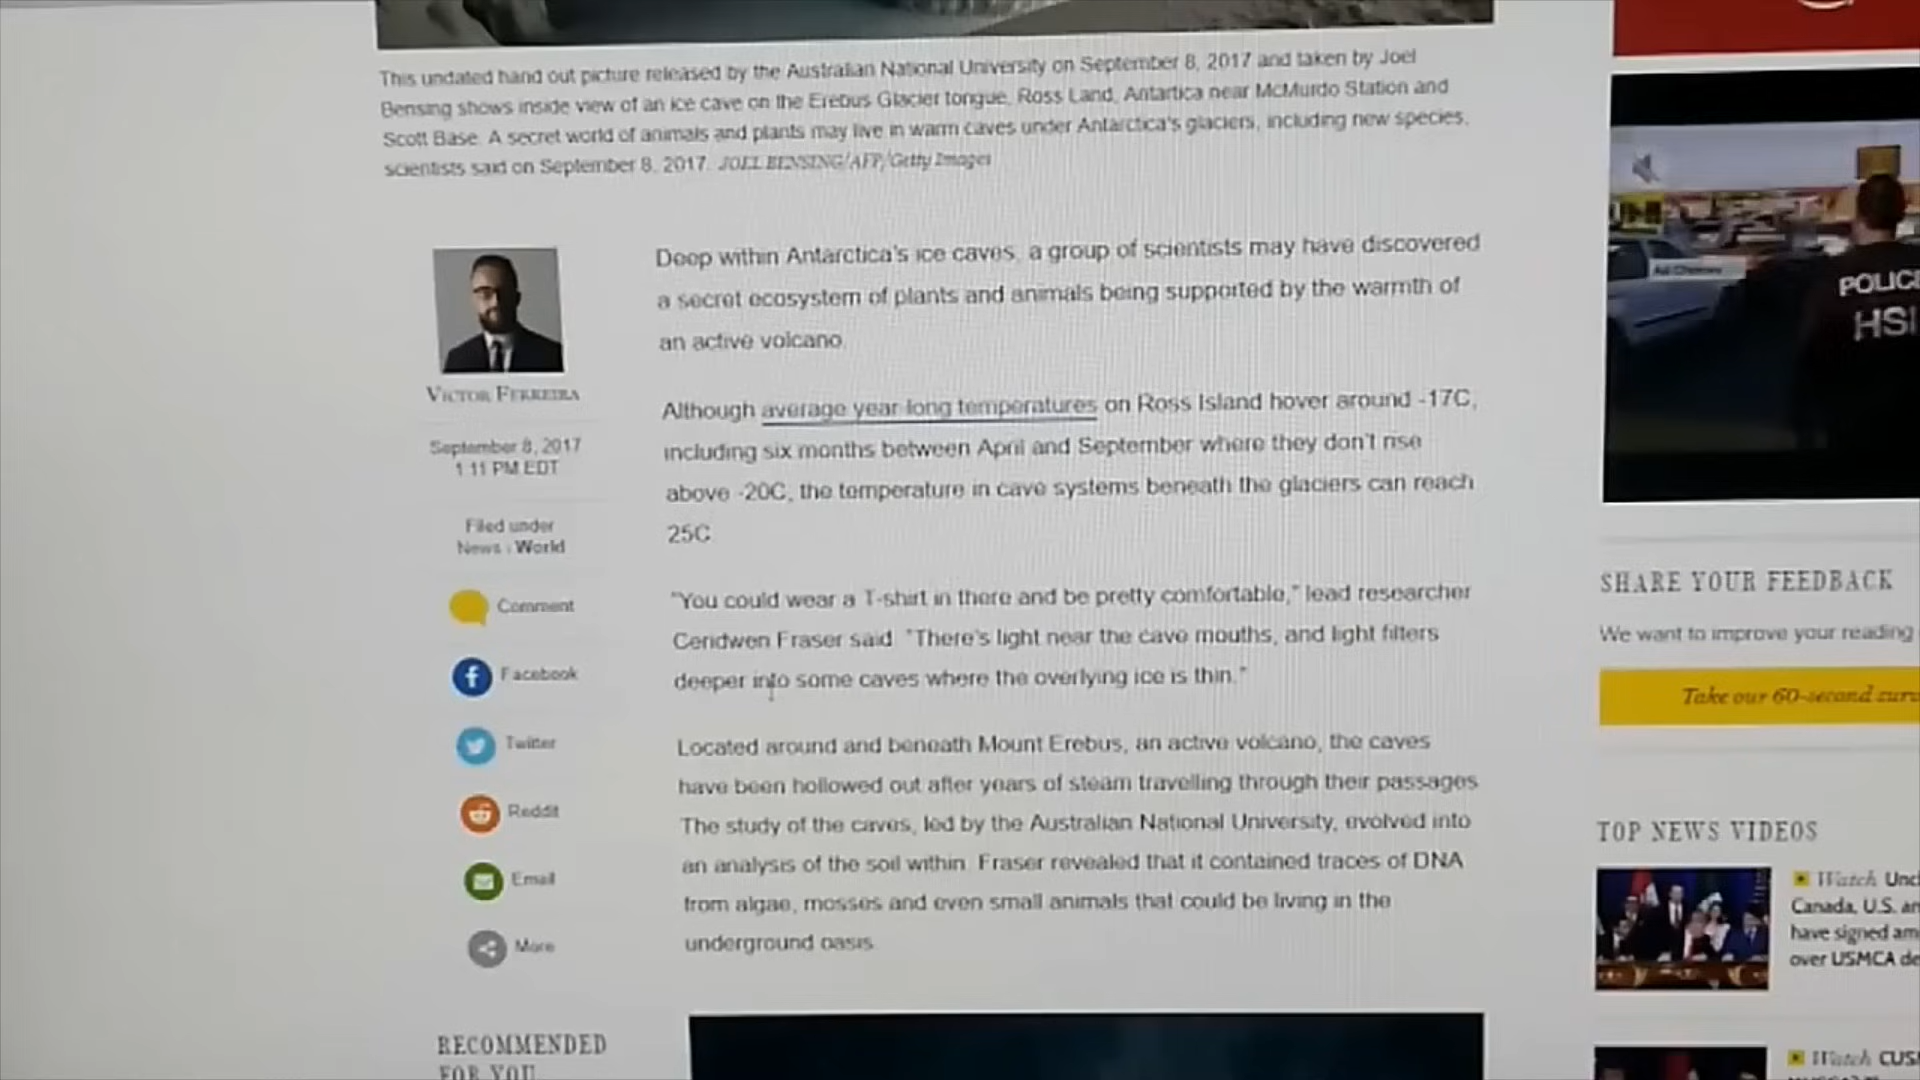 This undated hand out picture released by the Australian National University on September 8, 2017 and taken by Joel
Bensing shows inside view of an ice cave on the Erebus Glacier tongue, Ross Land, Antartica near McMurdo Station and
Scott Base. A secret world of animals and plants may live in warm caves under Antarctica's glaciers, including new species,
scientists said on September 8, 2017. JOEL BENSING/AFP/Getty Images
Deep within Antarctica's ice caves, a group of scientists may have discovered
a secret ecosystem of plants and animals being supported by the warmth of
an active volcano.
VICTOR FERREIRA
September 8, 2017
1:11 PM EDT
Filed under
News World
Although average year-long temperatures on Ross Island hover around -17C,
including six months between April and September where they don't rise
above -20C, the temperature in cave systems beneath the glaciers can reach
25C.
"You could wear a T-shirt in there and be pretty comfortable," lead researcher
Ceridwen Fraser said. "There's light near the cave mouths, and light filters
deeper into some caves where the overlying ice is thin."
Located around and beneath Mount Erebus, an active volcano, the caves
have been hollowed out after years of steam travelling through their passages.
The study of the caves, led by the Australian National University, evolved into
an analysis of the soil within. Fraser revealed that it contained traces of DNA
from algae, mosses and even small animals that could be living in the
underground oasis.
Comment
Facebook
Twitter
Reddit
Email
More
RECOMMENDED
FOR YOU
POLICE
HSI
SHARE YOUR FEEDBACK
We want to improve your reading
Take our 60-second
TOP NEWS VIDEOS
Watch
Canada, U.S.
have signed
over USMCA
Watch